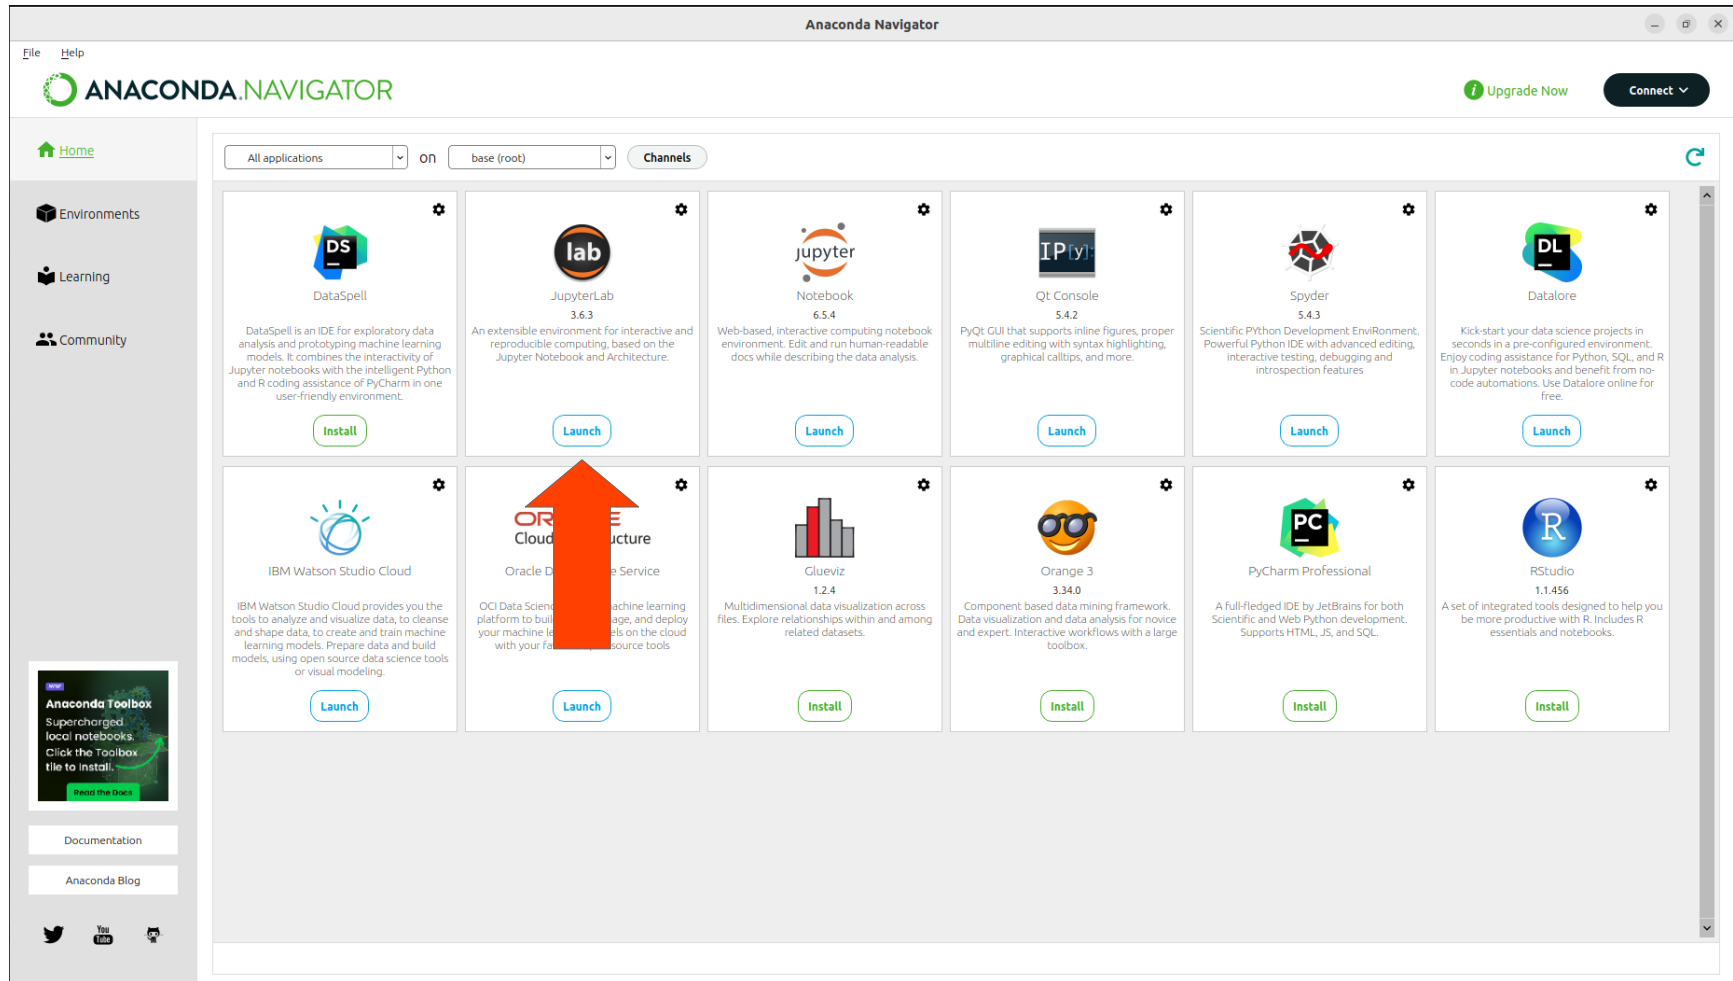 Anaconda Navigator
File Help
ANACONDA.NAVIGATOR
Upgrade Now
Connect
Home
Environments
Learning
Community
All applications on base (root) Channels
DS
DataSpell
DataSpell is an IDE for exploratory data
analysis and prototyping machine learning
models. It combines the interactivity of
Jupyter notebooks with the intelligent Python
and R coding assistance of PyCharm in one
user-friendly environment.
Install
lab
JupyterLab
3.6.3
An extensible environment for interactive and
reproducible computing, based on the
Jupyter Notebook and Architecture.
Launch
jupyter
Notebook
6.5.4
Web-based, interactive computing notebook
environment. Edit and run human-readable
docs while describing the data analysis.
Launch
IP[y]:
Qt Console
5.4.2
PyQt GUI that supports inline figures, proper
multiline editing with syntax highlighting,
graphical calltips, and more.
Launch
Spyder
5.4.3
Scientific PYthon Development EnviRonment.
Powerful Python IDE with advanced editing,
interactive testing, debugging and
introspection features
Launch
DL
Datalore
Kick-start your data science projects in
seconds in a pre-configured environment.
Enjoy coding assistance for Python, SQL, and R
in Jupyter notebooks and benefit from no-
code automations. Use Datalore online for
free.
Launch
IBM Watson Studio Cloud
IBM Watson Studio Cloud provides you the
tools to analyze and visualize data, to cleanse
and shape data, to create and train machine
learning models. Prepare data and build
models, using open source data science tools
or visual modeling.
Launch
Cloud
Oracle Service
OCI Data machine learning
platform to and deploy
your machine on the cloud
with your source tools
Launch
Glueviz
1.2.4
Multidimensional data visualization across
files. Explore relationships within and among
related datasets.
Install
Orange 3
3.34.0
Component based data mining framework.
Data visualization and data analysis for novice
and expert. Interactive workflows with a large
toolbox.
Install
PC
PyCharm Professional
A full-fledged IDE by JetBrains for both
Scientific and Web Python development.
Supports HTML, JS, and SQL.
Install
R
RStudio
1.1.456
A set of integrated tools designed to help you
be more productive with R. Includes R
essentials and notebooks.
Install
Anaconda Toolbox
Supercharged
local notebooks.
Click the Toolbox
tile to install.
Read the Docs
Documentation
Anaconda Blog
You
Tube